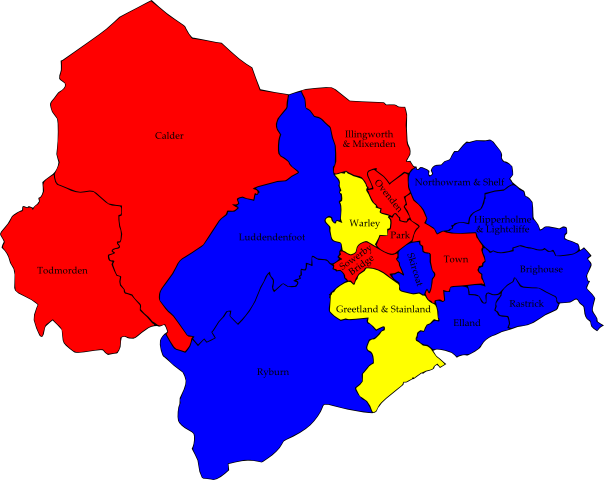 Calder
Illingworth
& Mixenden
Northowram & Shelf
Ovenden
Hipperholme
& Lightcliffe
Warley
Park
Luddendenfoot
Sowerby
Bridge
Skircoat
Town
Todmorden
Brighouse
Rastrick
Greetland & Stainland
Elland
Ryburn